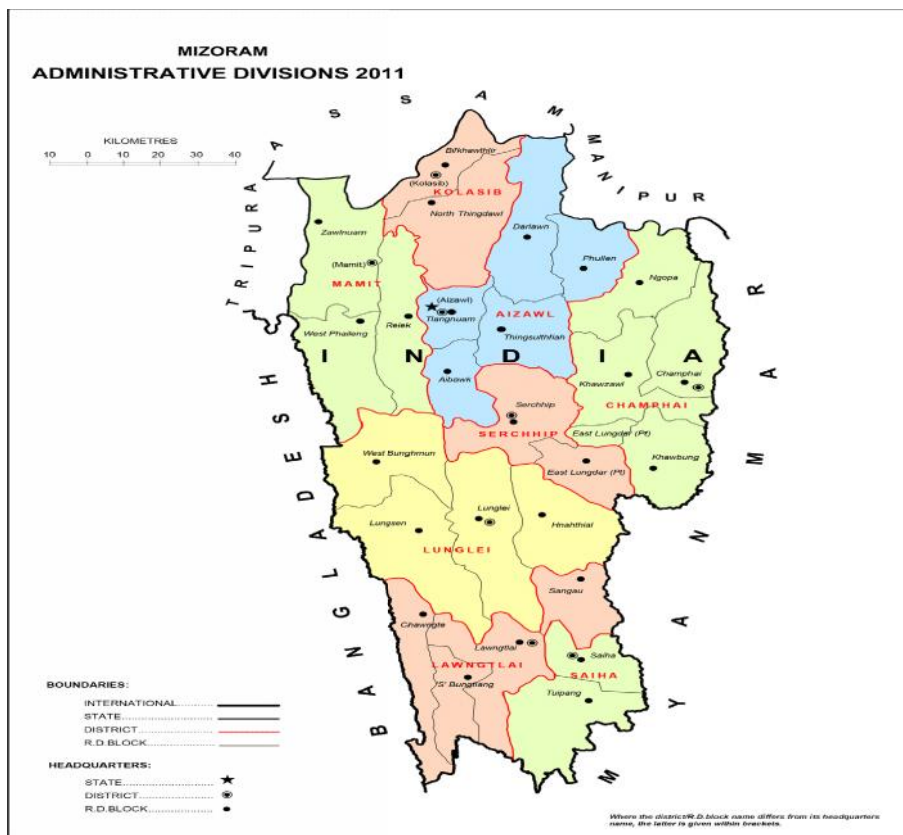 MIZORAM
ADMINISTRATIVE DIVISIONS 2011
KILOMETRES
10 0 10 20 30 40
ASSAM
MANIPUR
TRIPURA
BANGLADESH
MYANMAR
INDIA
Bilkhawthlir
(Kolasib)
KOLASIB
North Thingdawl
Zawlnuam
(Mamit)
MAMIT
West Phaileng
Reiek
Darlawn
Phullen
(Aizawl)
Tlangnuam
AIZAWL
Thingsulthliah
Aibawk
Ngopa
Khawzawl
Champhai
CHAMPHAI
East Lungdar (Pt)
Khawbung
Serchhip
SERCHHIP
East Lungdar (Pt)
West Bunghmun
Lunglei
Hnahthial
Lungsen
LUNGLEI
Sangau
Chawngte
Lawngtlai
LAWNGTLAI
'S' Bungtlang
Saiha
SAIHA
Tuipang
BOUNDARIES:
INTERNATIONAL
STATE
DISTRICT
R.D.BLOCK
HEADQUARTERS:
STATE
DISTRICT
R.D.BLOCK
Where the district/R.D.block name differs from its headquarters
name, the latter is given within brackets.